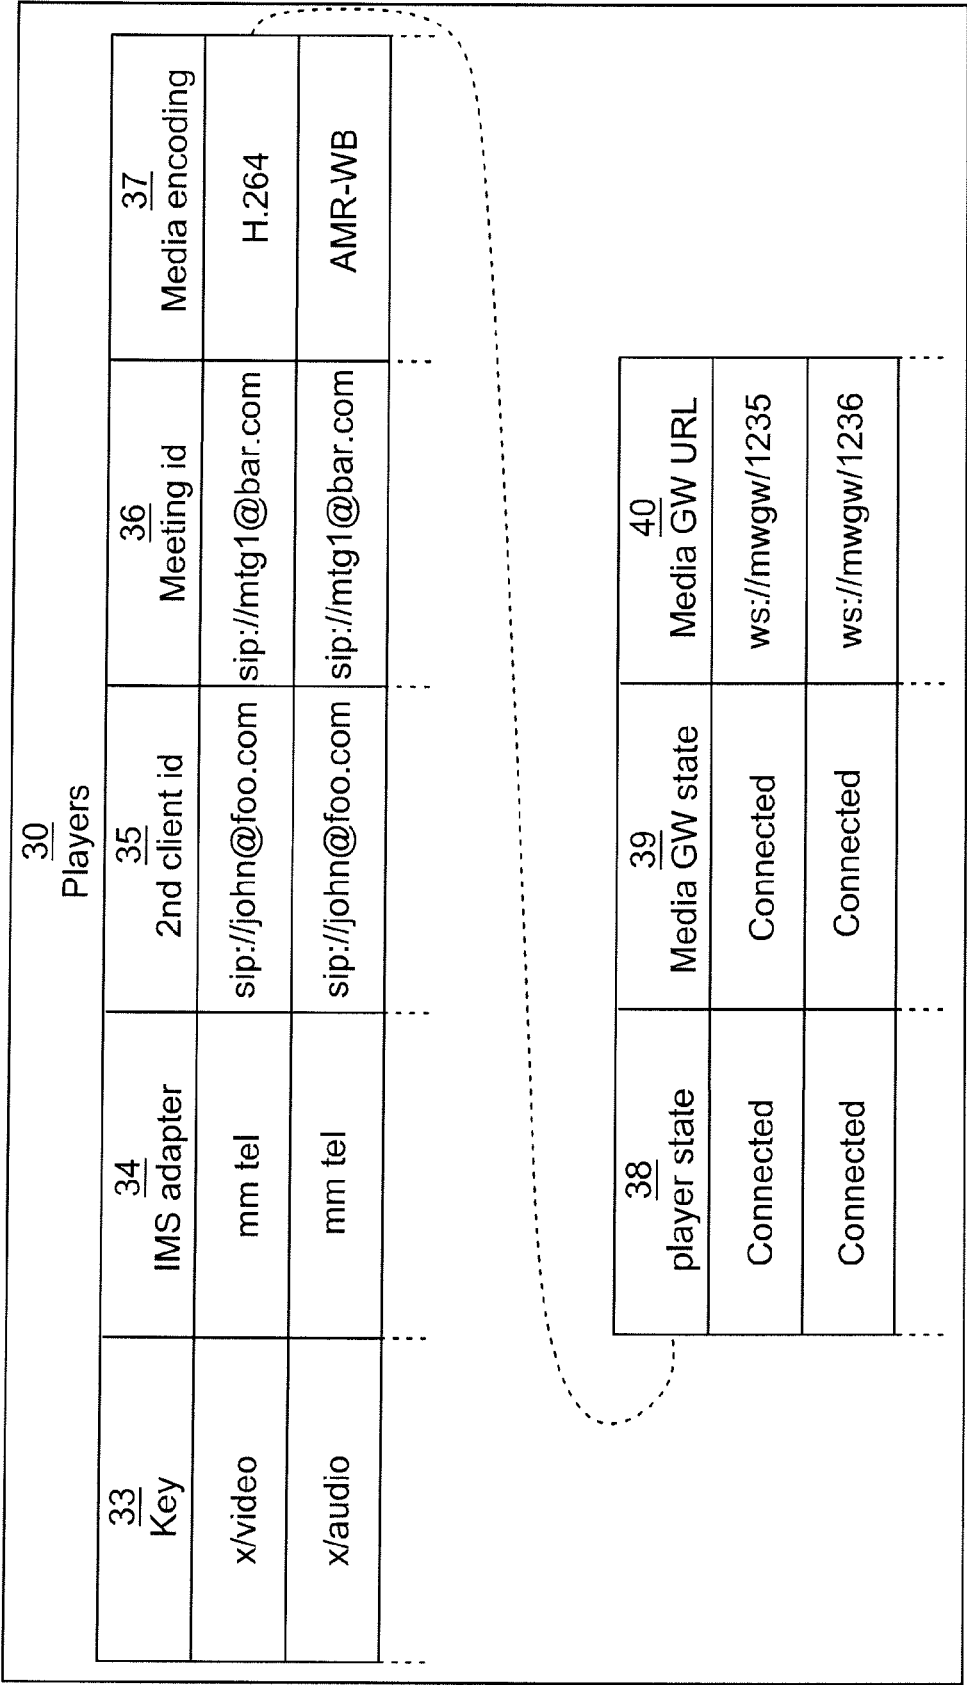 30
Players
33 34 35 36 37
Key IMS adapter 2nd client id Meeting id Media encoding
x/video mm tel sip://john@foo.com sip://mtg1@bar.com H.264
x/audio mm tel sip://john@foo.com sip://mtg1@bar.com AMR-WB
38 39 40
player state Media GW state Media GW URL
Connected Connected ws://mwgw/1235
Connected Connected ws://mwgw/1236